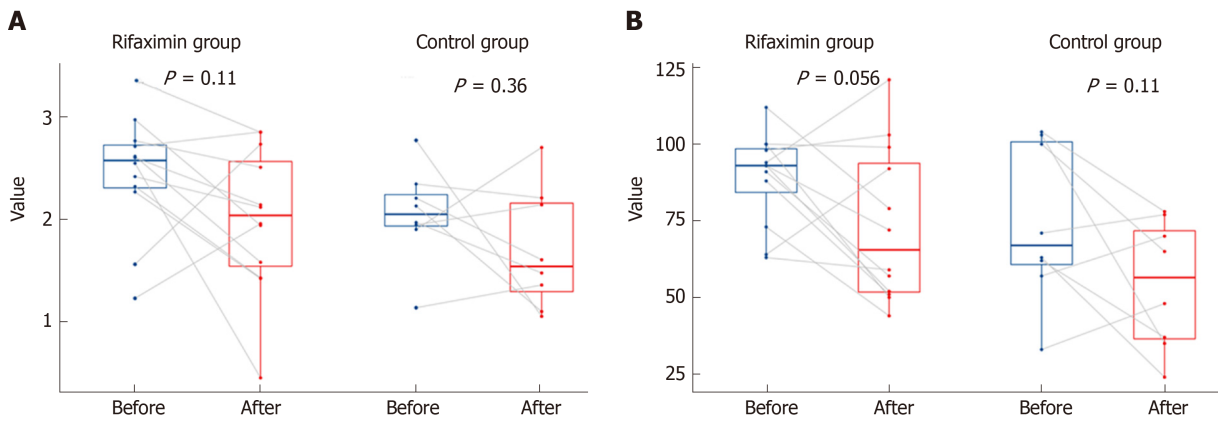 A
Rifaximin group
Control group
P = 0.11
P = 0.36
3
2
1
Value
Before
After
Before
After
B
Rifaximin group
Control group
P = 0.056
P = 0.11
125
100
75
50
25
Value
Before
After
Before
After